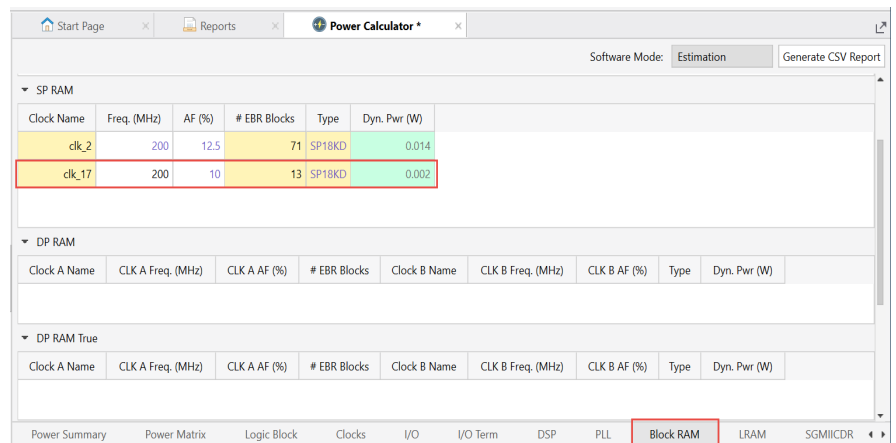 Start Page Reports Power Calculator *
Software Mode: Estimation Generate CSV Report
SP RAM
Clock Name Freq. (MHz) AF (%) # EBR Blocks Type Dyn. Pwr (W)
clk_2 200 12.5 71 SP18KD 0.014
clk_17 200 10 13 SP18KD 0.002
DP RAM
Clock A Name CLK A Freq. (MHz) CLK A AF (%) # EBR Blocks Clock B Name CLK B Freq. (MHz) CLK B AF (%) Type Dyn. Pwr (W)
DP RAM True
Clock A Name CLK A Freq. (MHz) CLK A AF (%) # EBR Blocks Clock B Name CLK B Freq. (MHz) CLK B AF (%) Type Dyn. Pwr (W)
Power Summary Power Matrix Logic Block Clocks I/O I/O Term DSP PLL Block RAM LRAM SGMIICDR